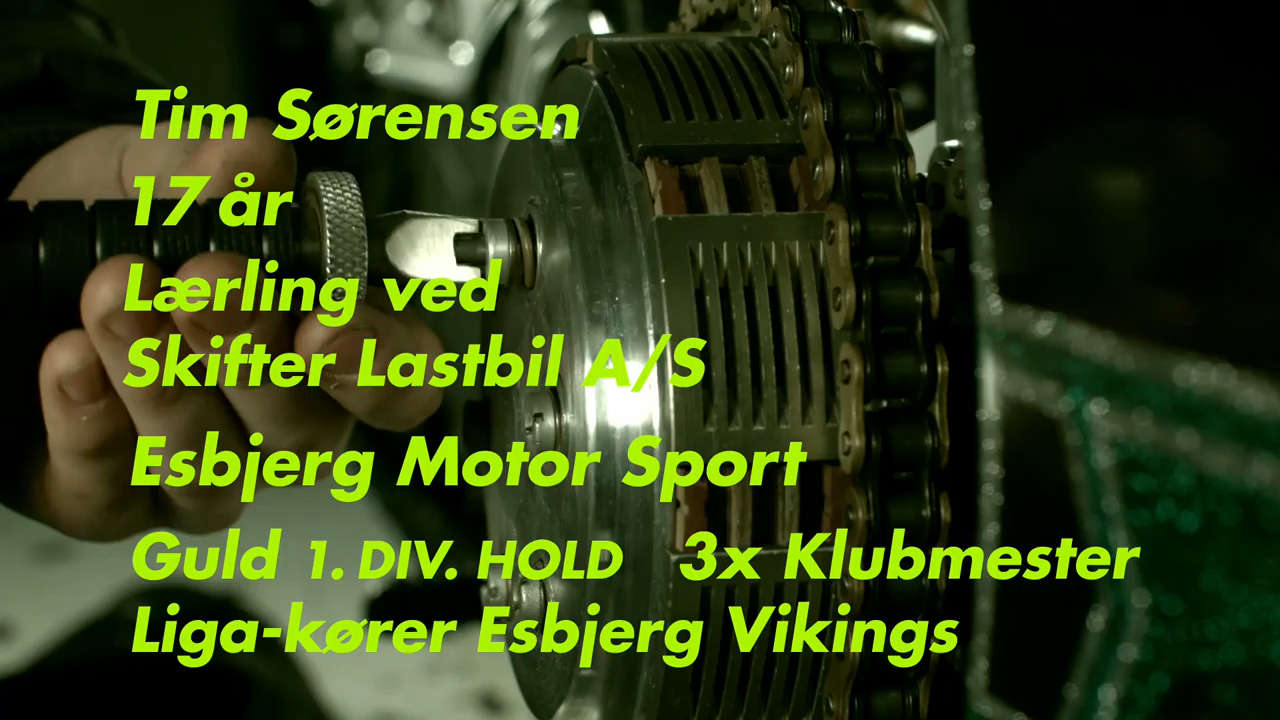 Tim Sørensen
17 år
Lærling ved
Skifter Lastbil A/S
Esbjerg Motor Sport
Guld 1. DIV. HOLD 3x Klubmester
Liga-kører Esbjerg Vikings